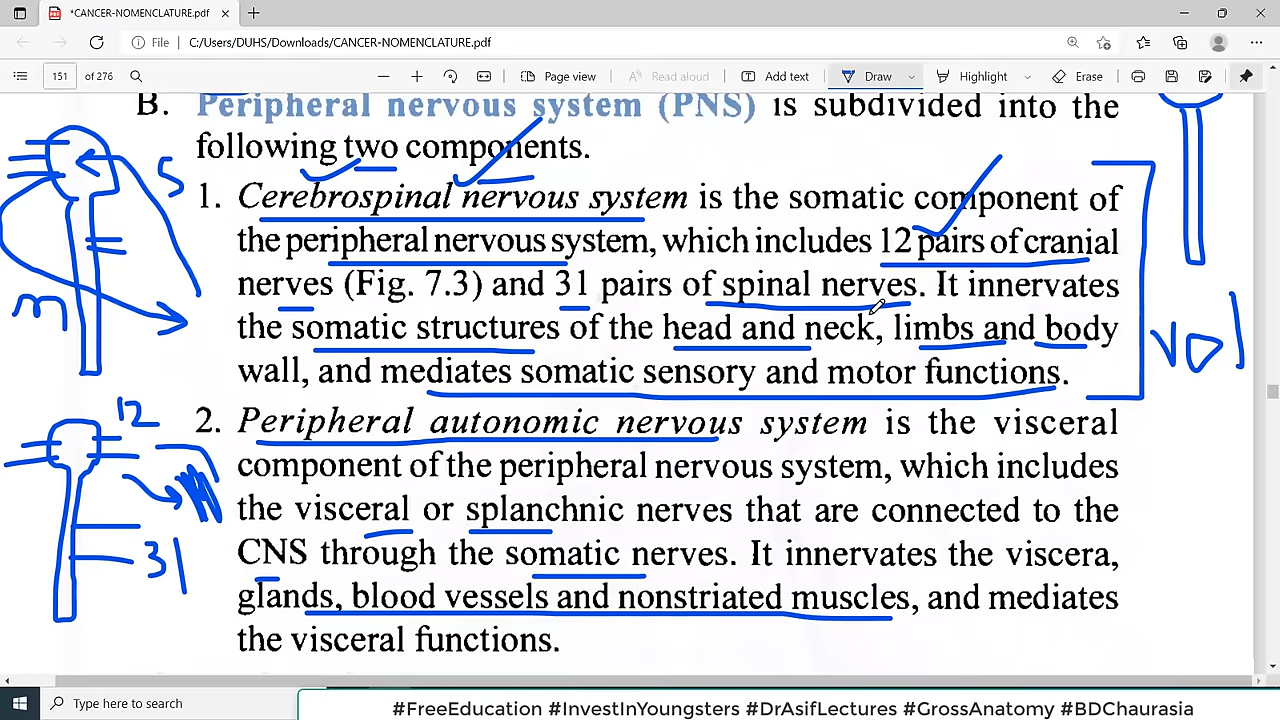 *CANCER-NOMENCLATURE.pdf
File C:/Users/DUHS/Downloads/CANCER-NOMENCLATURE.pdf
151 of 276 Page view Read aloud Add text Draw Highlight Erase
B. Peripheral nervous system (PNS) is subdivided into the
following two components.
1. Cerebrospinal nervous system is the somatic component of
the peripheral nervous system, which includes 12 pairs of cranial
nerves (Fig. 7.3) and 31 pairs of spinal nerves. It innervates
the somatic structures of the head and neck, limbs and body
wall, and mediates somatic sensory and motor functions.
2. Peripheral autonomic nervous system is the visceral
component of the peripheral nervous system, which includes
the visceral or splanchnic nerves that are connected to the
CNS through the somatic nerves. It innervates the viscera,
glands, blood vessels and nonstriated muscles, and mediates
the visceral functions.
S
m
12
31
vol
Type here to search
#FreeEducation #InvestInYoungsters #DrAsifLectures #GrossAnatomy #BDChaurasia